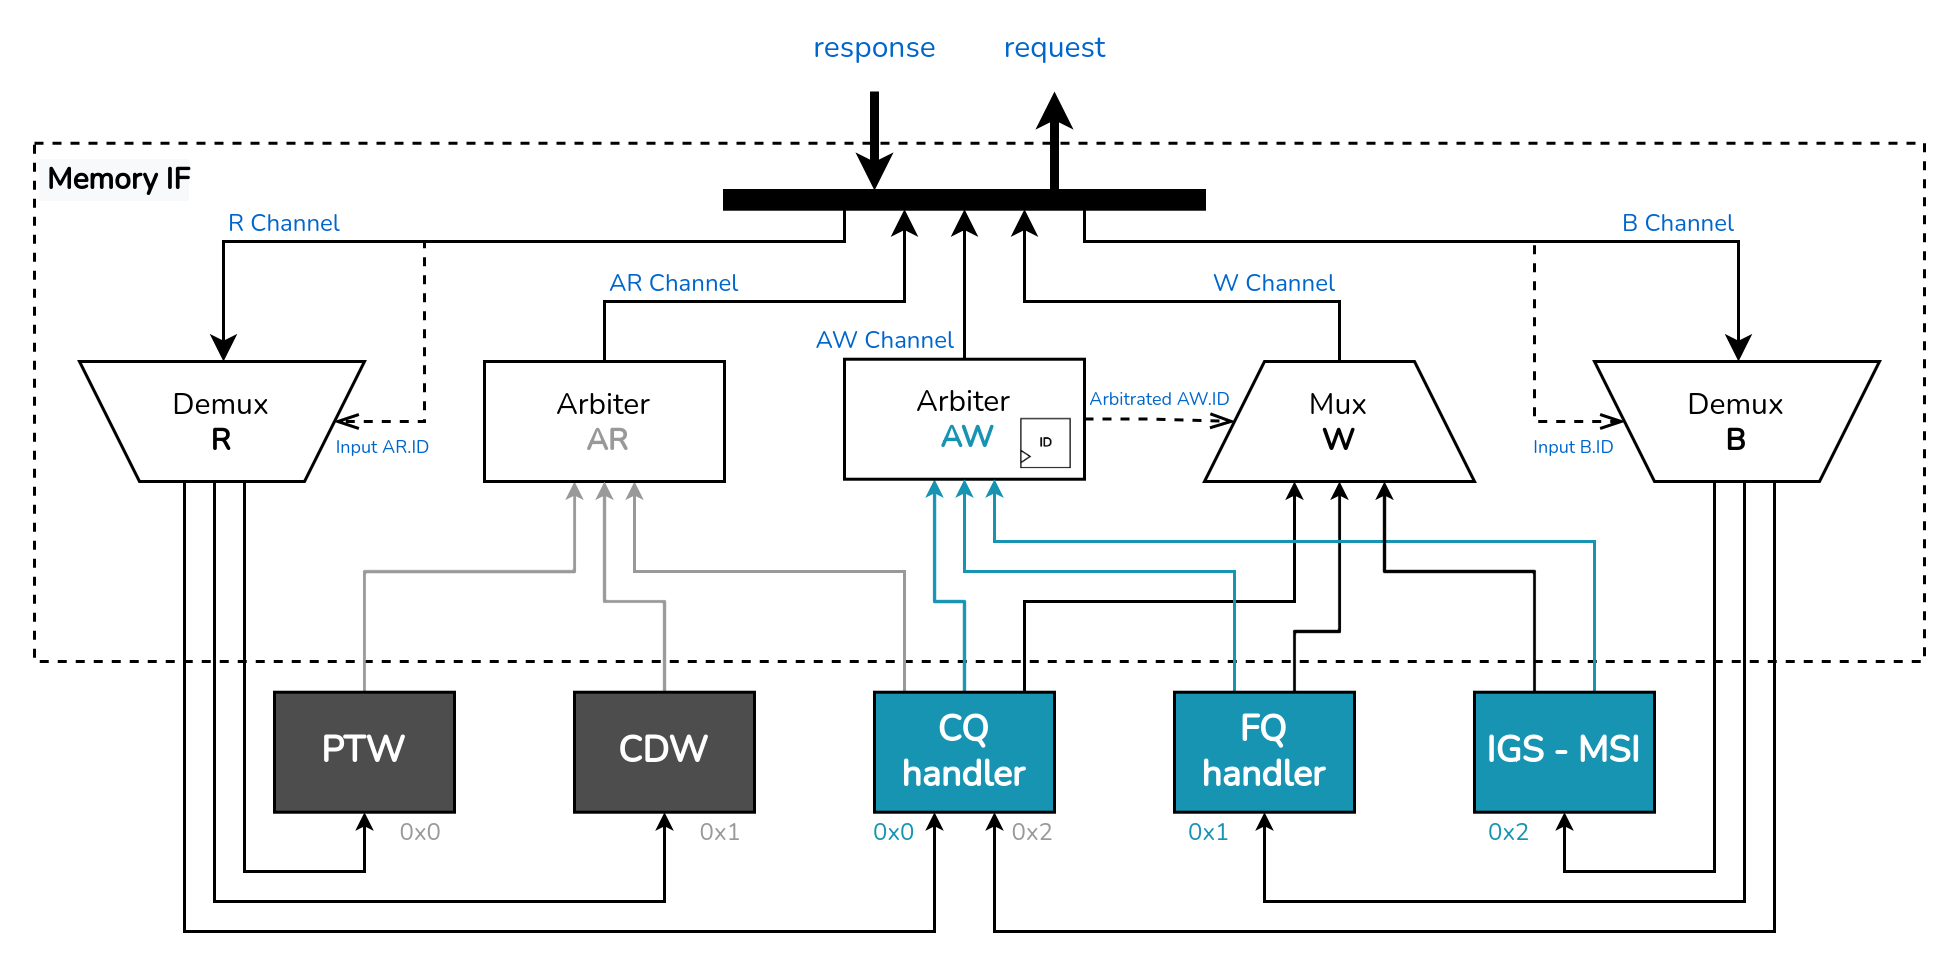 response
request
Memory IF
R Channel
B Channel
AR Channel
W Channel
AW Channel
Demux
R
Input AR.ID
Arbiter
AR
Arbiter
AW
ID
Arbitrated AW.ID
Mux
W
Input B.ID
Demux
B
PTW
CDW
CQ
handler
FQ
handler
IGS - MSI
0x0
0x1
0x0
0x2
0x1
0x2